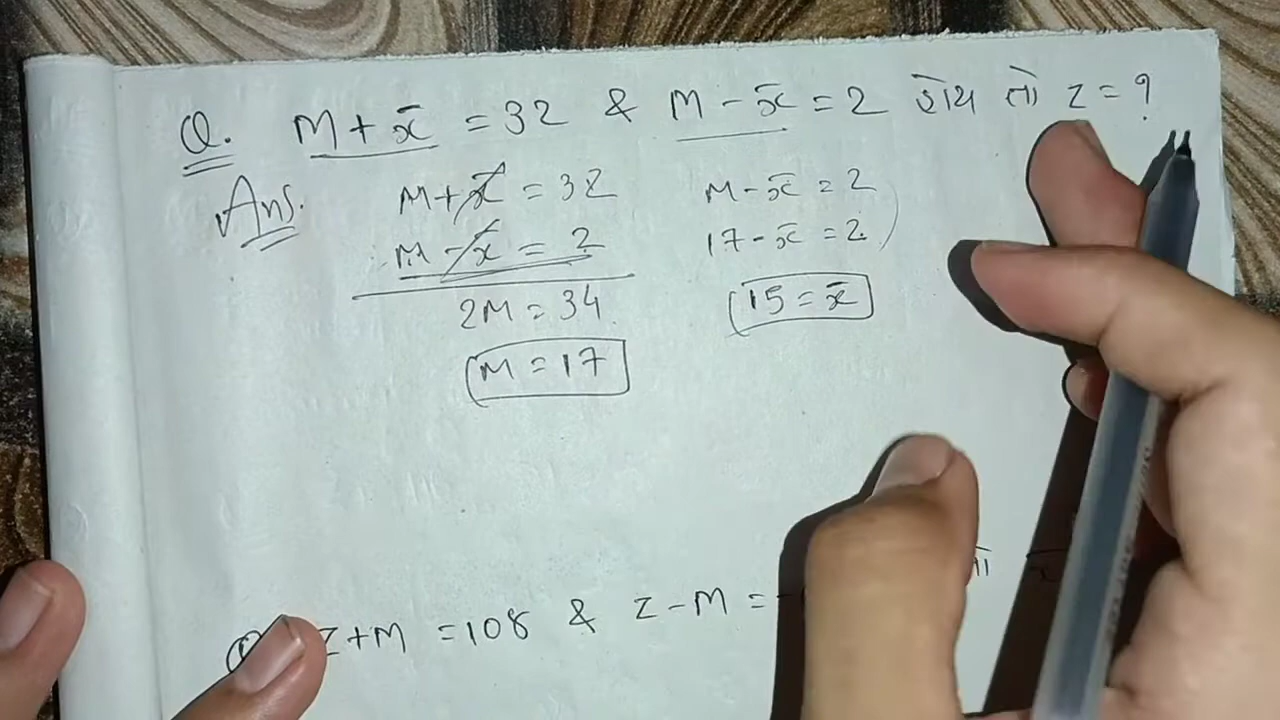 Q. M + x̄ = 32 & M - x̄ = 2 હોય તો Z = ?
Ans. M + x̄ = 32
M - x̄ = 2
2M = 34
M = 17
M - x̄ = 2
17 - x̄ = 2
15 = x̄
Z + M = 108 & Z - M =